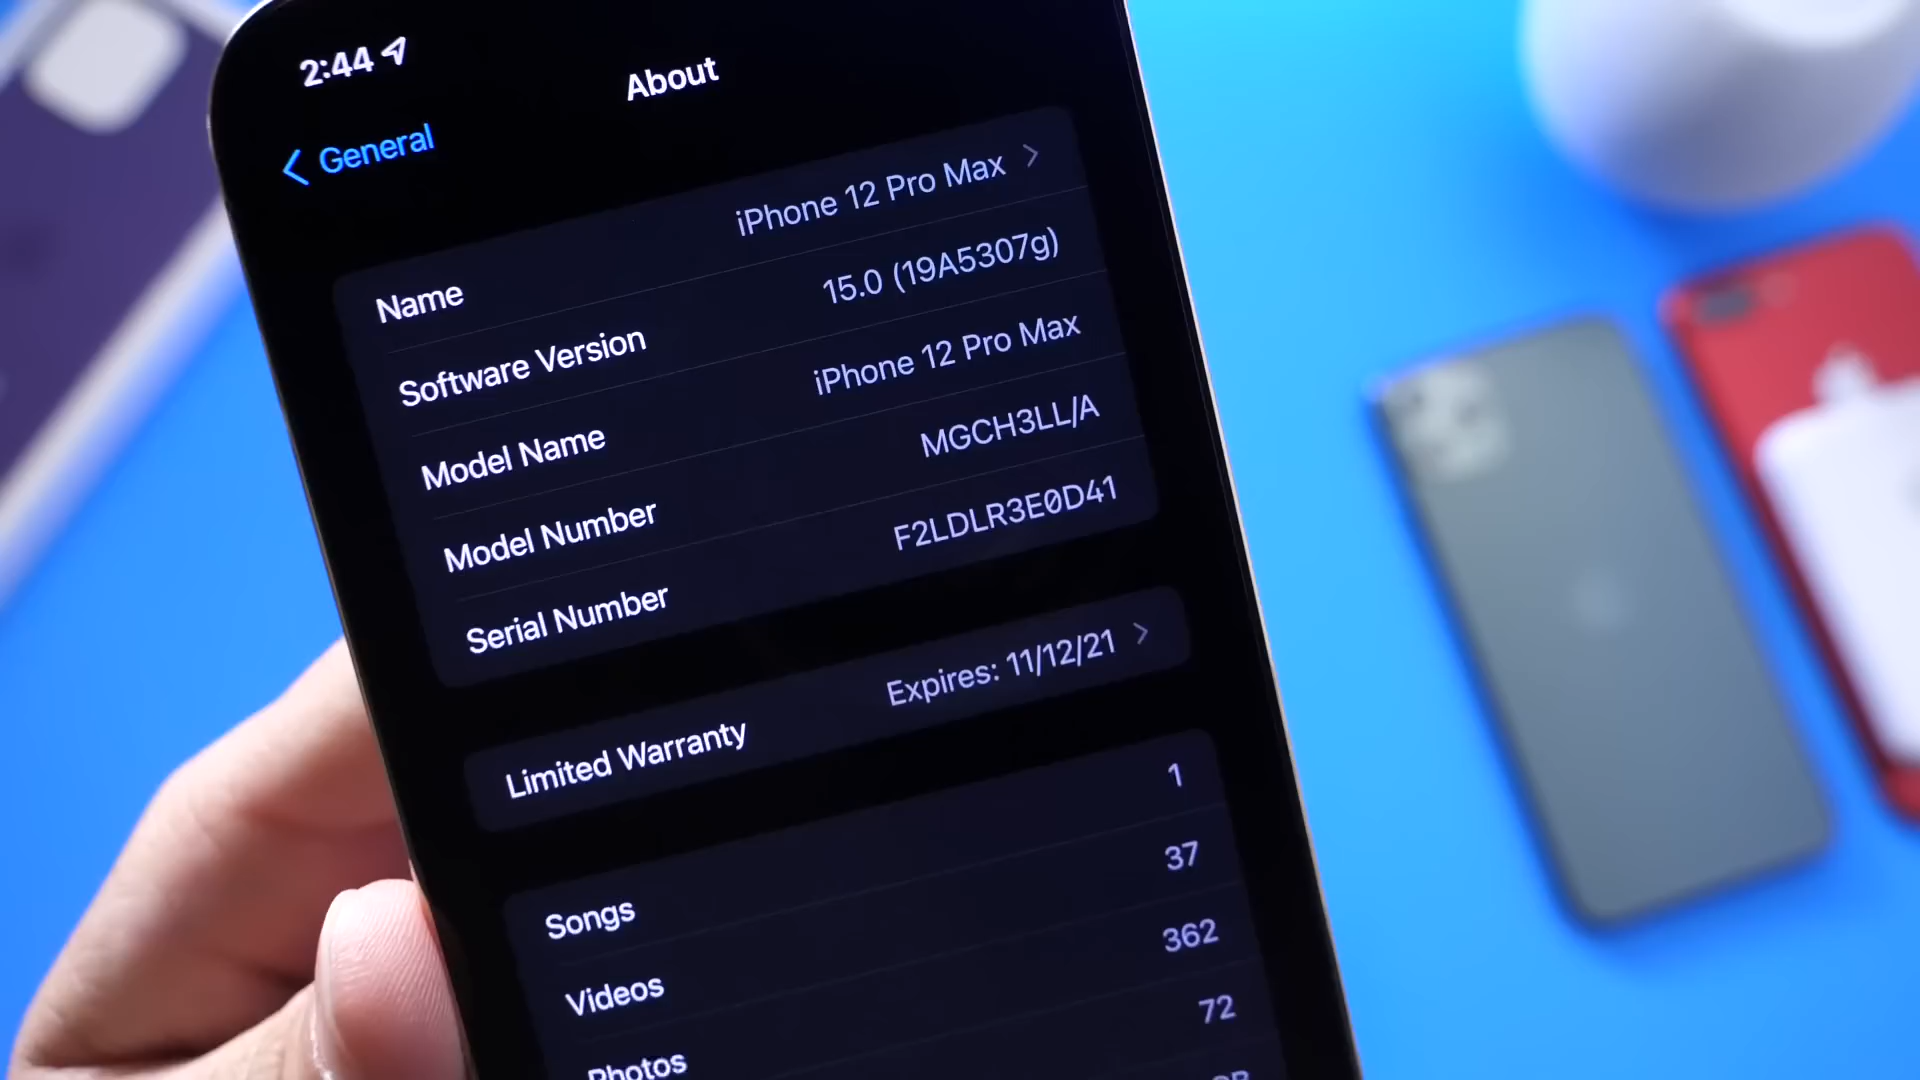 2:44
General
About
Name iPhone 12 Pro Max
Software Version 15.0 (19A5307g)
Model Name iPhone 12 Pro Max
Model Number MGCH3LL/A
Serial Number F2LDLR3E0D41
Limited Warranty Expires: 11/12/21
Songs 1
Videos 37
Photos 362
72